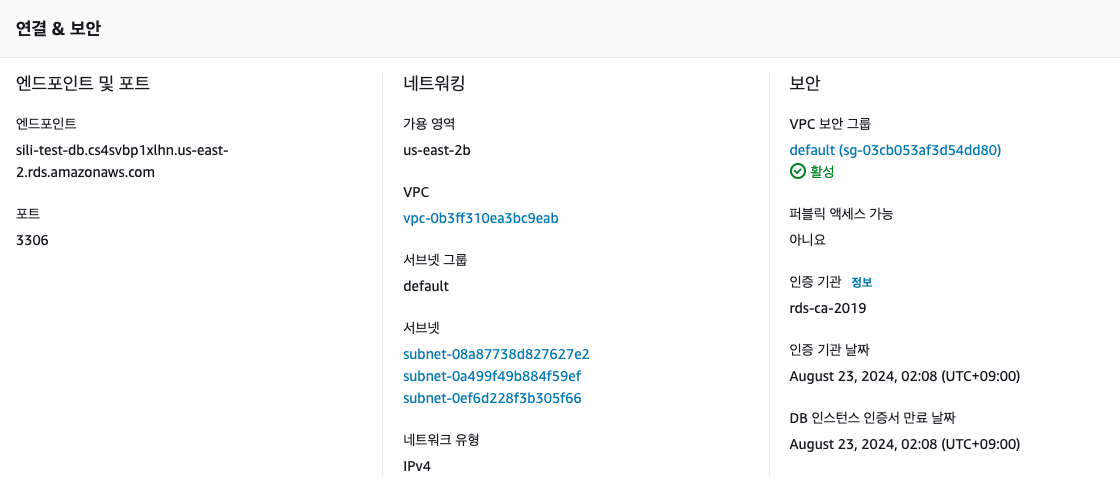 연결 & 보안
엔드포인트 및 포트
엔드포인트
sili-test-db.cs4svbp1xlhn.us-east-
2.rds.amazonaws.com
포트
3306
네트워킹
가용 영역
us-east-2b
VPC
vpc-0b3ff310ea3bc9eab
서브넷 그룹
default
서브넷
subnet-08a87738d827627e2
subnet-0a499f49b884f59ef
subnet-0ef6d228f3b305f66
네트워크 유형
IPv4
보안
VPC 보안 그룹
default (sg-03cb053af3d54dd80)
활성
퍼블릭 액세스 가능
아니요
인증 기관 정보
rds-ca-2019
인증 기관 날짜
August 23, 2024, 02:08 (UTC+09:00)
DB 인스턴스 인증서 만료 날짜
August 23, 2024, 02:08 (UTC+09:00)